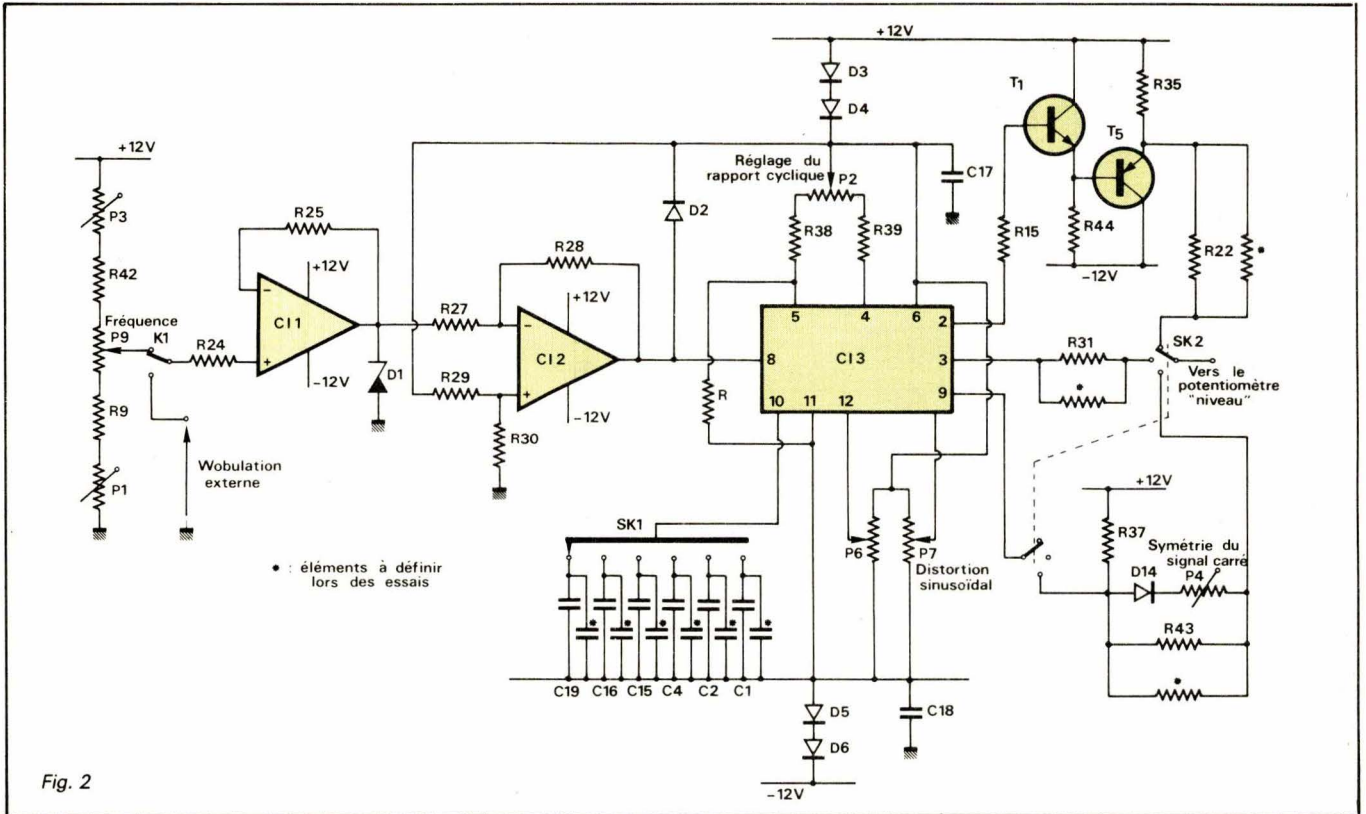 +12V
D3
D4
T1
R35
T5
+12V
P3
R42
Fréquence
P9
K1
R24
R9
P1
Wobulation
externe
R25
+12V
-
CI1
+
-12V
D1
R27
R29
R30
R28
+12V
-
CI2
+
-12V
D2
Réglage du
rapport cyclique
P2
C17
R38
R39
R15
R44
-12V
R22
*
R
5
4
6
2
8
CI3
3
9
10
11
12
R31
*
SK2
Vers le
potentiomètre
"niveau"
SK1
P6
P7
Distortion
sinusoïdal
+12V
R37
Symétrie du
signal carré
D14
P4
R43
*
* : éléments à définir
lors des essais
* * * * * *
C19 C16 C15 C4 C2 C1
D5
D6
C18
-12V
Fig. 2